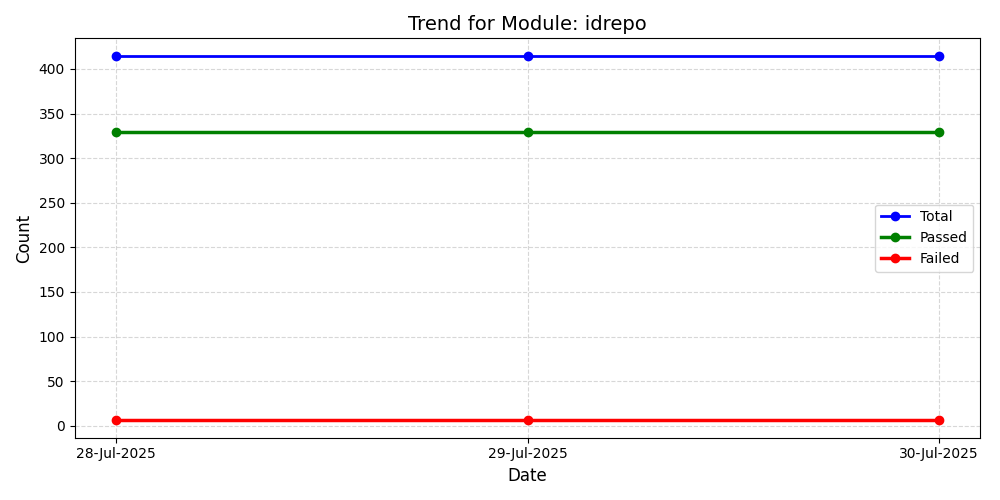 Trend for Module: idrepo
Count
400
350
300
250
200
150
100
50
0
Total
Passed
Failed
28-Jul-2025
29-Jul-2025
30-Jul-2025
Date